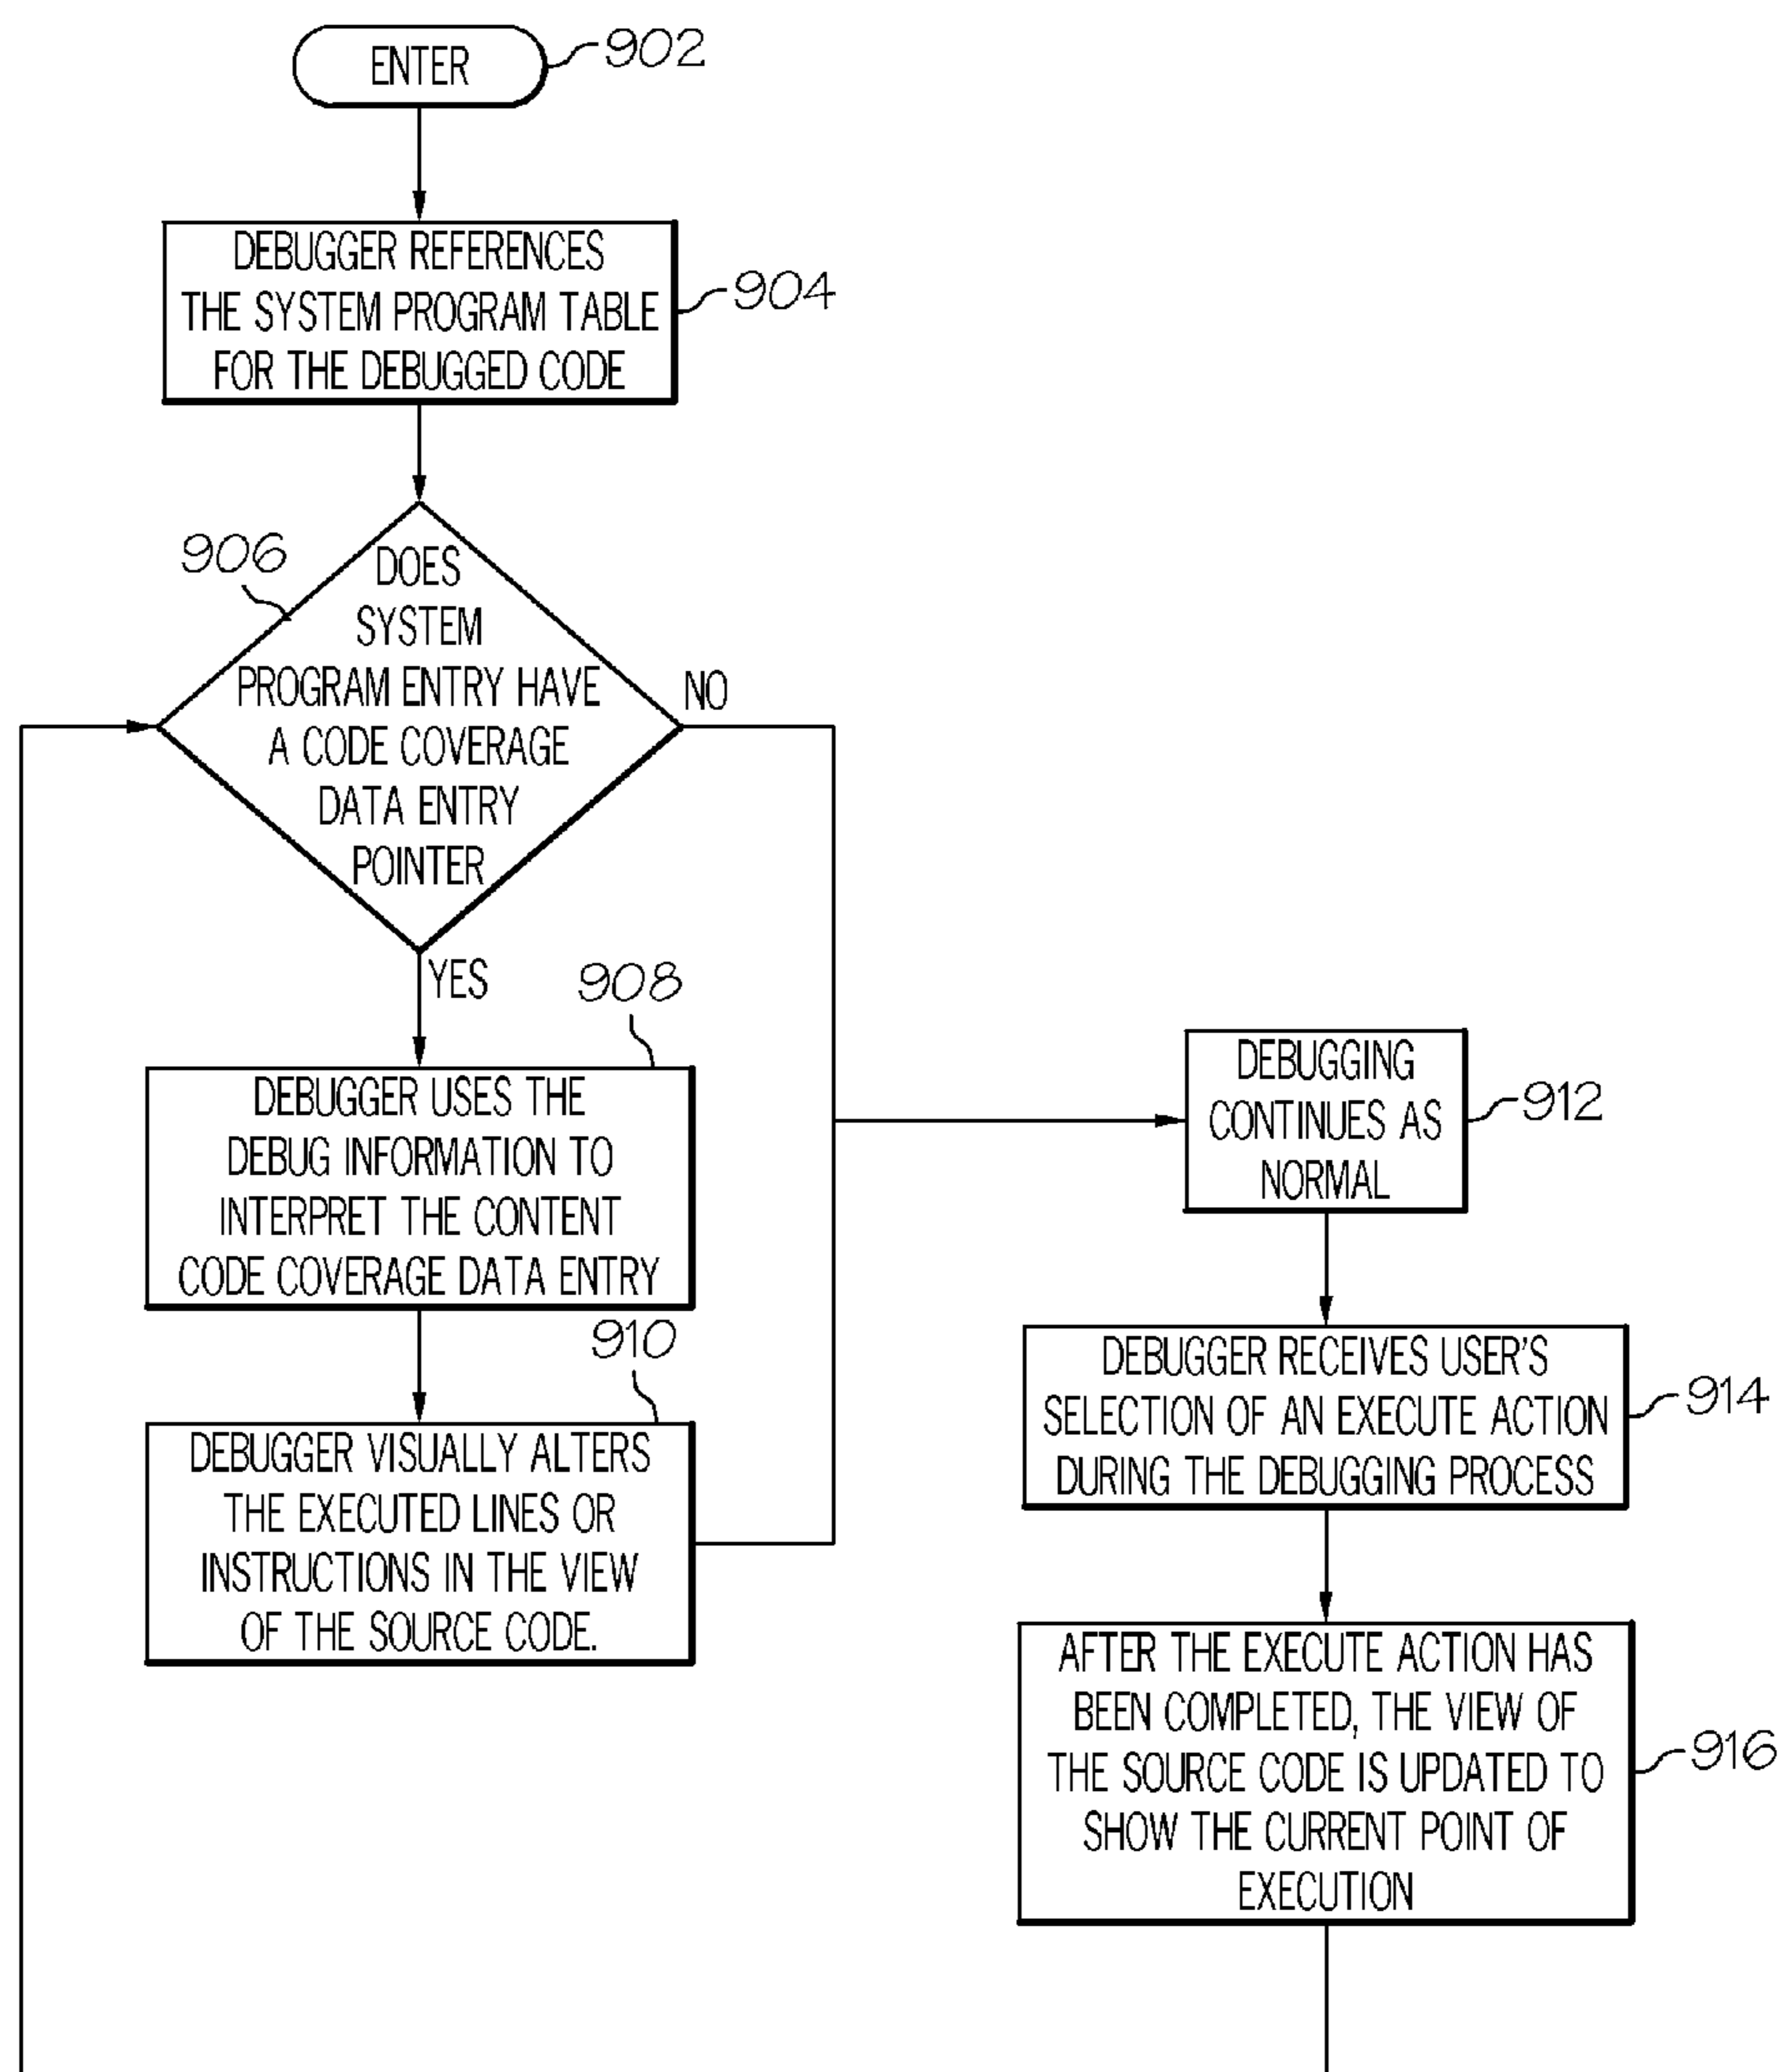 ENTER
902
DEBUGGER REFERENCES
THE SYSTEM PROGRAM TABLE
FOR THE DEBUGGED CODE
904
906
DOES
SYSTEM
PROGRAM ENTRY HAVE
A CODE COVERAGE
DATA ENTRY
POINTER
NO
YES
908
DEBUGGER USES THE
DEBUG INFORMATION TO
INTERPRET THE CONTENT
CODE COVERAGE DATA ENTRY
910
DEBUGGER VISUALLY ALTERS
THE EXECUTED LINES OR
INSTRUCTIONS IN THE VIEW
OF THE SOURCE CODE.
DEBUGGING
CONTINUES AS
NORMAL
912
DEBUGGER RECEIVES USER'S
SELECTION OF AN EXECUTE ACTION
DURING THE DEBUGGING PROCESS
914
AFTER THE EXECUTE ACTION HAS
BEEN COMPLETED, THE VIEW OF
THE SOURCE CODE IS UPDATED TO
SHOW THE CURRENT POINT OF
EXECUTION
916